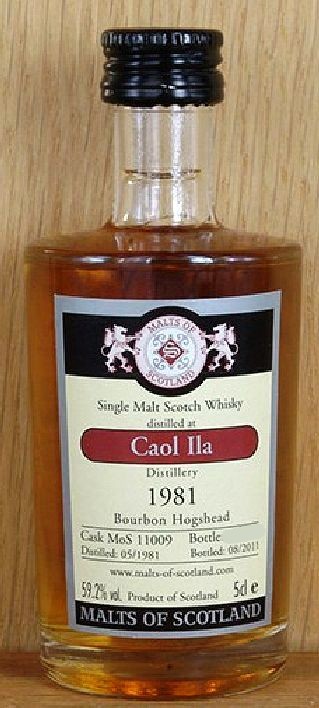 MALTS OF
SCOTLAND
Single Malt Scotch Whisky
distilled at
Caol Ila
Distillery
1981
Bourbon Hogshead
Cask MoS 11009 Bottle:
Distilled: 05/1981 Bottled: 08/2011
www.malts-of-scotland.com
59.2% vol. Product of Scotland 5cl e
MALTS OF SCOTLAND